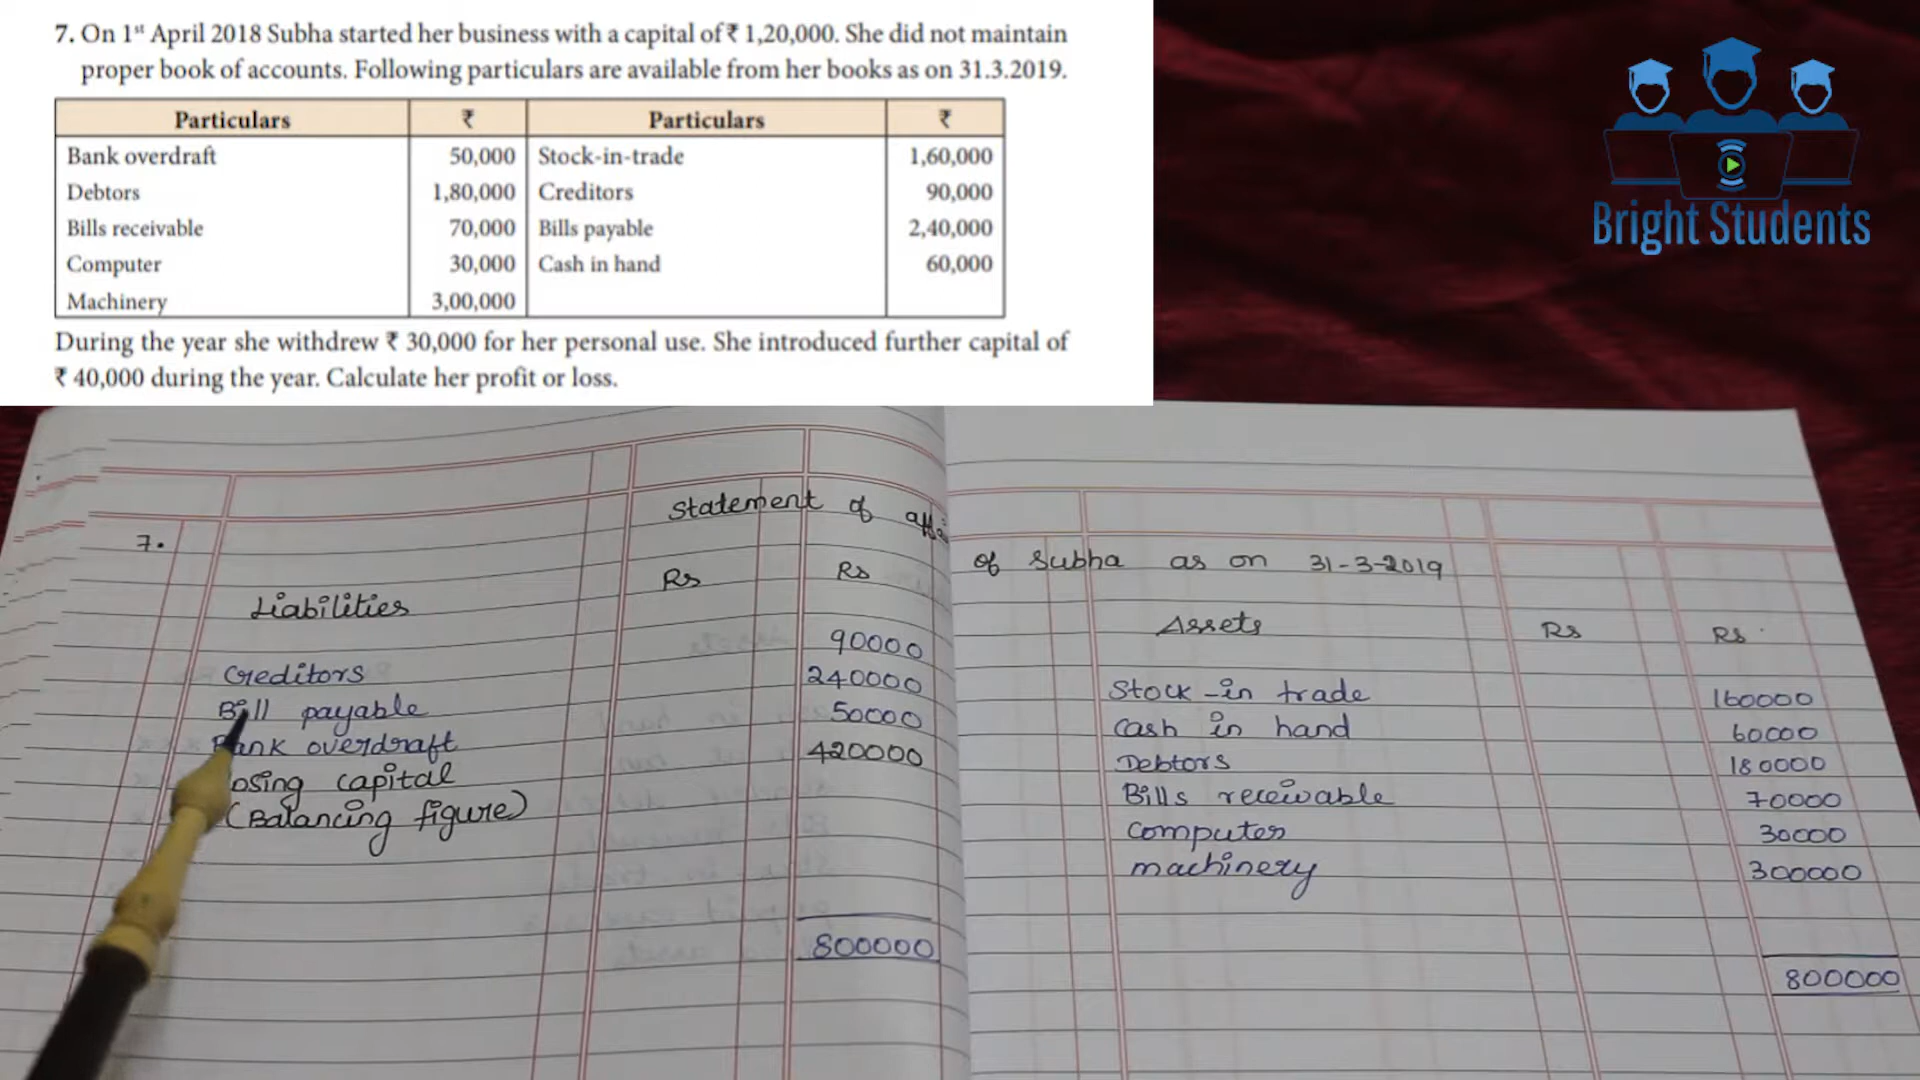 7. On 1st April 2018 Subha started her business with a capital of ₹ 1,20,000. She did not maintain
proper book of accounts. Following particulars are available from her books as on 31.3.2019.
Particulars ₹ Particulars ₹
Bank overdraft 50,000 Stock-in-trade 1,60,000
Debtors 1,80,000 Creditors 90,000
Bills receivable 70,000 Bills payable 2,40,000
Computer 30,000 Cash in hand 60,000
Machinery 3,00,000
During the year she withdrew ₹ 30,000 for her personal use. She introduced further capital of
₹ 40,000 during the year. Calculate her profit or loss.
Bright Students
7.
Statement of
Liabilities Rs Rs
Creditors 90000
Bill payable 240000
Bank overdraft 50000
osing capital 420000
(Balancing figure)
800000
of Subha as on 31-3-2019
Assets Rs Rs
Stock-in trade 160000
Cash in hand 60000
Debtors 180000
Bills receivable 70000
Computer 30000
machinery 300000
800000